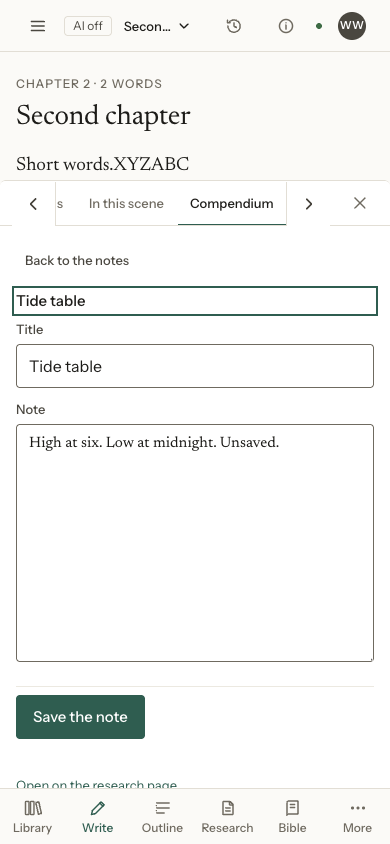 AI off
Secon...
WW
CHAPTER 2 · 2 WORDS
Second chapter
Short words.XYZABC
s
In this scene
Compendium
Back to the notes
Tide table
Title
Tide table
Note
High at six. Low at midnight. Unsaved.
Save the note
Open on the research page
Library
Write
Outline
Research
Bible
More